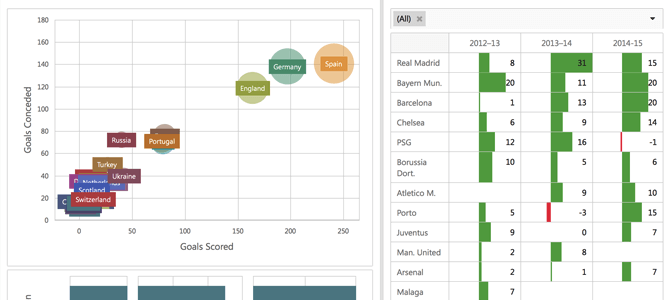 180
160
140
120
100
80
60
40
20
0
Goals Conceded
Spain
Germany
England
Russia
Portugal
Turkey
Ukraine
Scotland
Switzerland
0
50
100
150
200
250
Goals Scored
(All) ×
2012–13 2013–14 2014-15
Real Madrid 8 31 15
Bayern Mun. 20 11 20
Barcelona 1 13 20
Chelsea 6 9 14
PSG 12 16 -1
Borussia 10 5 6
Dort.
Atletico M. 9 10
Porto 5 -3 15
Juventus 9 0 7
Man. United 2 8
Arsenal 2 1 7
Malaga 7